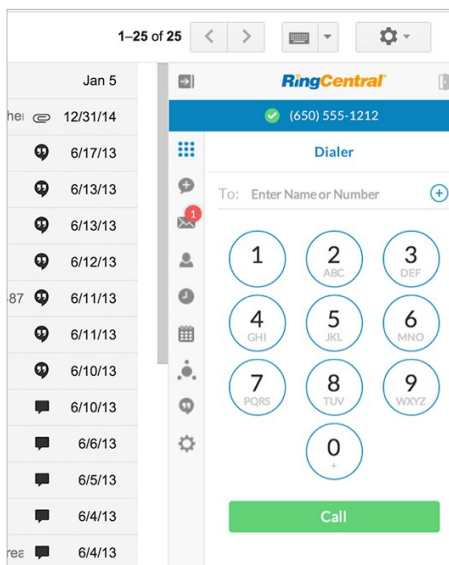 1–25 of 25
Jan 5
12/31/14
6/17/13
6/13/13
6/13/13
6/12/13
87
6/11/13
6/11/13
6/10/13
6/10/13
6/6/13
6/5/13
6/4/13
6/4/13
RingCentral
(650) 555-1212
Dialer
1
To: Enter Name or Number
1
2
ABC
3
DEF
4
GHI
5
JKL
6
MNO
7
PQRS
8
TUV
9
WXYZ
0
+
Call